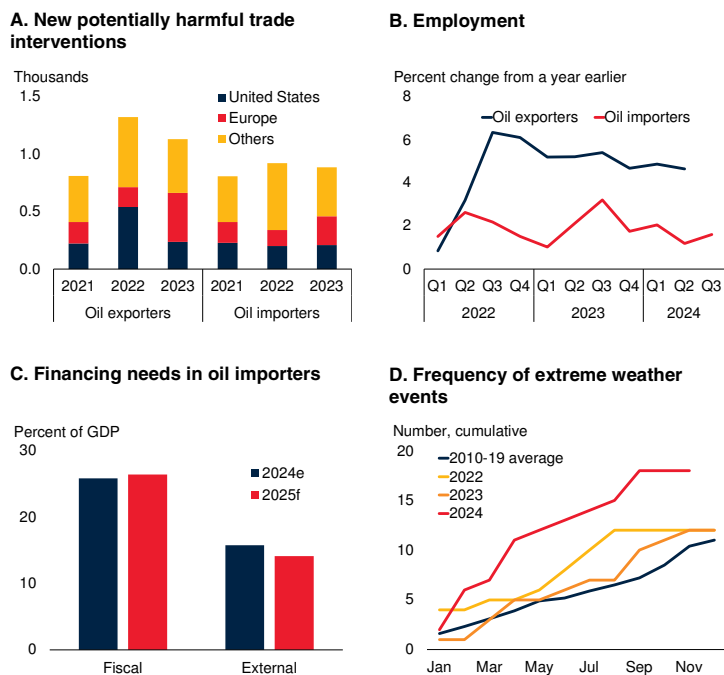 A. New potentially harmful trade
interventions
Thousands
1.5
1.0
0.5
0.0
United States
Europe
Others
2021 2022 2023 2021 2022 2023
Oil exporters Oil importers
B. Employment
Percent change from a year earlier
8
6
4
2
0
Oil exporters Oil importers
Q1 Q2 Q3 Q4 Q1 Q2 Q3 Q4 Q1 Q2 Q3
2022 2023 2024
C. Financing needs in oil importers
Percent of GDP
30
20
10
0
2024e
2025f
Fiscal External
D. Frequency of extreme weather
events
Number, cumulative
20
15
10
5
0
2010-19 average
2022
2023
2024
Jan Mar May Jul Sep Nov